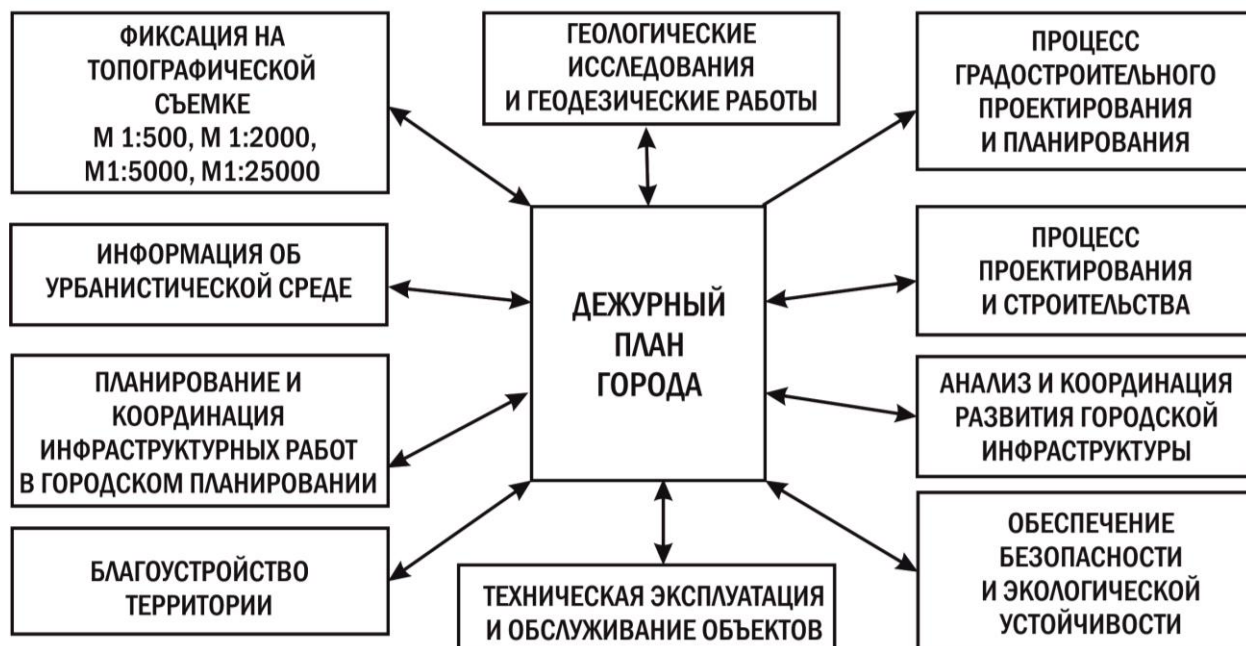 ФИКСАЦИЯ НА
ТОПОГРАФИЧЕСКОЙ
СЪЕМКЕ
М 1:500, М 1:2000,
М1:5000, М1:25000
ГЕОЛОГИЧЕСКИЕ
ИССЛЕДОВАНИЯ
И ГЕОДЕЗИЧЕСКИЕ РАБОТЫ
ПРОЦЕСС
ГРАДОСТРОИТЕЛЬНОГО
ПРОЕКТИРОВАНИЯ
И ПЛАНИРОВАНИЯ
ИНФОРМАЦИЯ ОБ
УРБАНИСТИЧЕСКОЙ СРЕДЕ
ДЕЖУРНЫЙ
ПЛАН
ГОРОДА
ПРОЦЕСС
ПРОЕКТИРОВАНИЯ
И СТРОИТЕЛЬСТВА
ПЛАНИРОВАНИЕ И
КООРДИНАЦИЯ
ИНФРАСТРУКТУРНЫХ РАБОТ
В ГОРОДСКОМ ПЛАНИРОВАНИИ
АНАЛИЗ И КООРДИНАЦИЯ
РАЗВИТИЯ ГОРОДСКОЙ
ИНФРАСТРУКТУРЫ
БЛАГОУСТРОЙСТВО
ТЕРРИТОРИИ
ТЕХНИЧЕСКАЯ ЭКСПЛУАТАЦИЯ
И ОБСЛУЖИВАНИЕ ОБЪЕКТОВ
ОБЕСПЕЧЕНИЕ
БЕЗОПАСНОСТИ
И ЭКОЛОГИЧЕСКОЙ
УСТОЙЧИВОСТИ